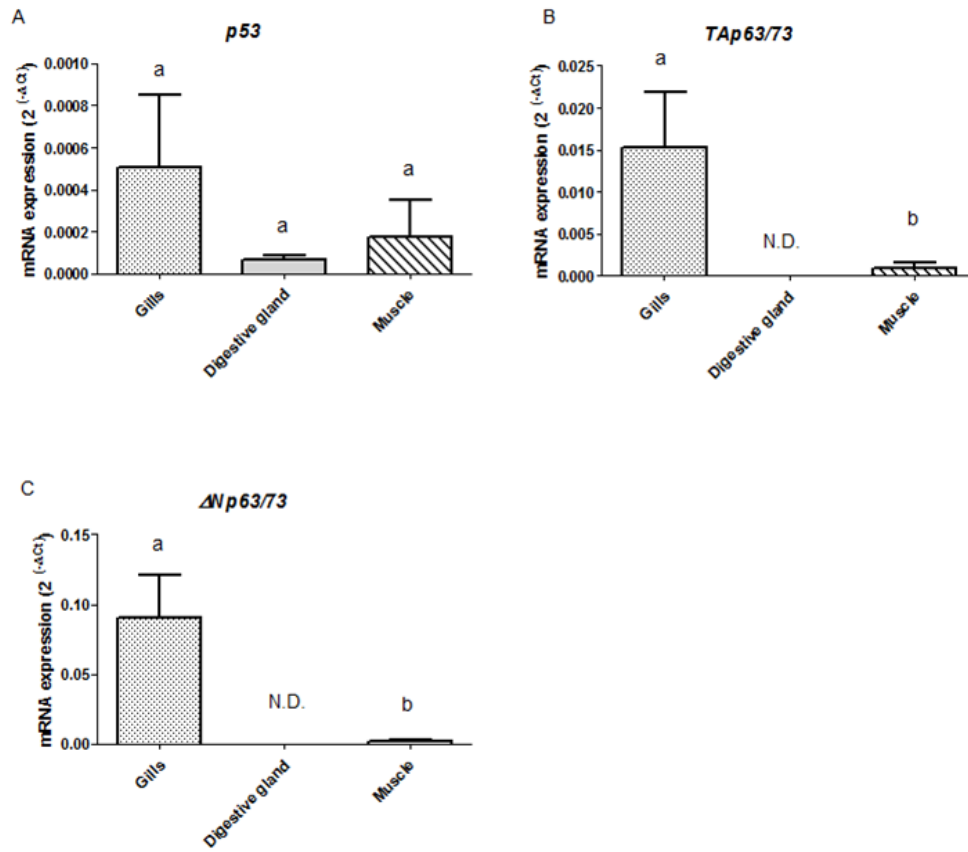 A
p53
mRNA expression (2 (-ΔCt))
0.0010
0.0008
0.0006
0.0004
0.0002
0.0000
a
a
a
Gills
Digestive gland
Muscle
B
TAp63/73
mRNA expression (2 (-ΔCt))
0.025
0.020
0.015
0.010
0.005
0.000
a
N.D.
b
Gills
Digestive gland
Muscle
C
ΔNp63/73
mRNA expression (2 (-ΔCt))
0.15
0.10
0.05
0.00
a
N.D.
b
Gills
Digestive gland
Muscle